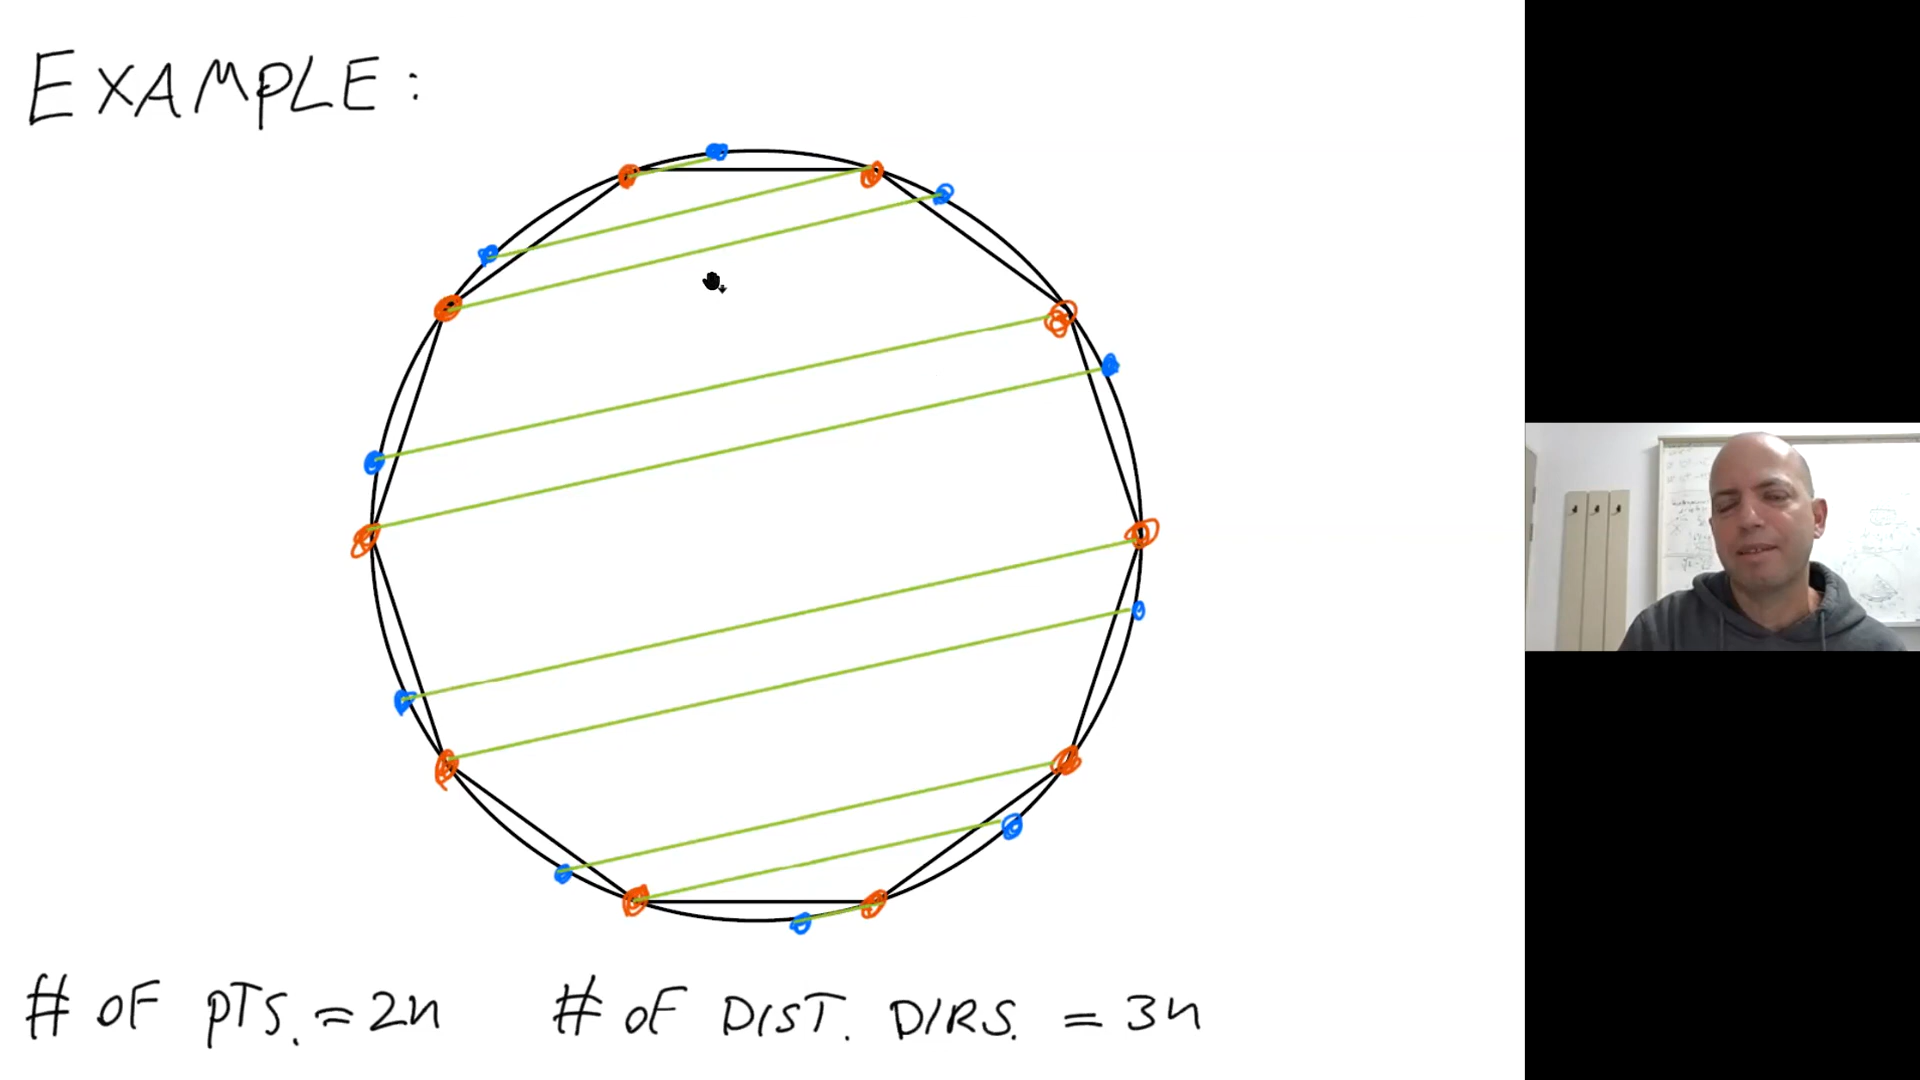 EXAMPLE:
# OF PTS. = 2n # OF DIST. DIRS. = 3n